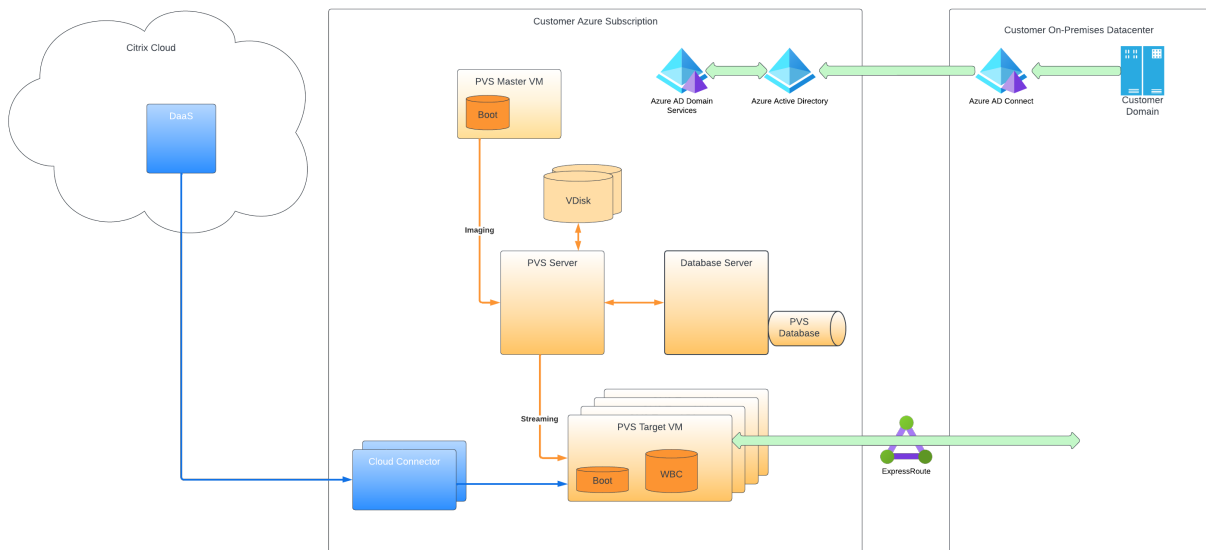 Citrix Cloud
DaaS
Customer Azure Subscription
PVS Master VM
Boot
Azure AD Domain
Services
Azure Active Directory
Customer On-Premises Datacenter
Azure AD Connect
Customer
Domain
VDisk
Imaging
PVS Server
Database Server
PVS
Database
Streaming
PVS Target VM
Cloud Connector
Boot
WBC
ExpressRoute